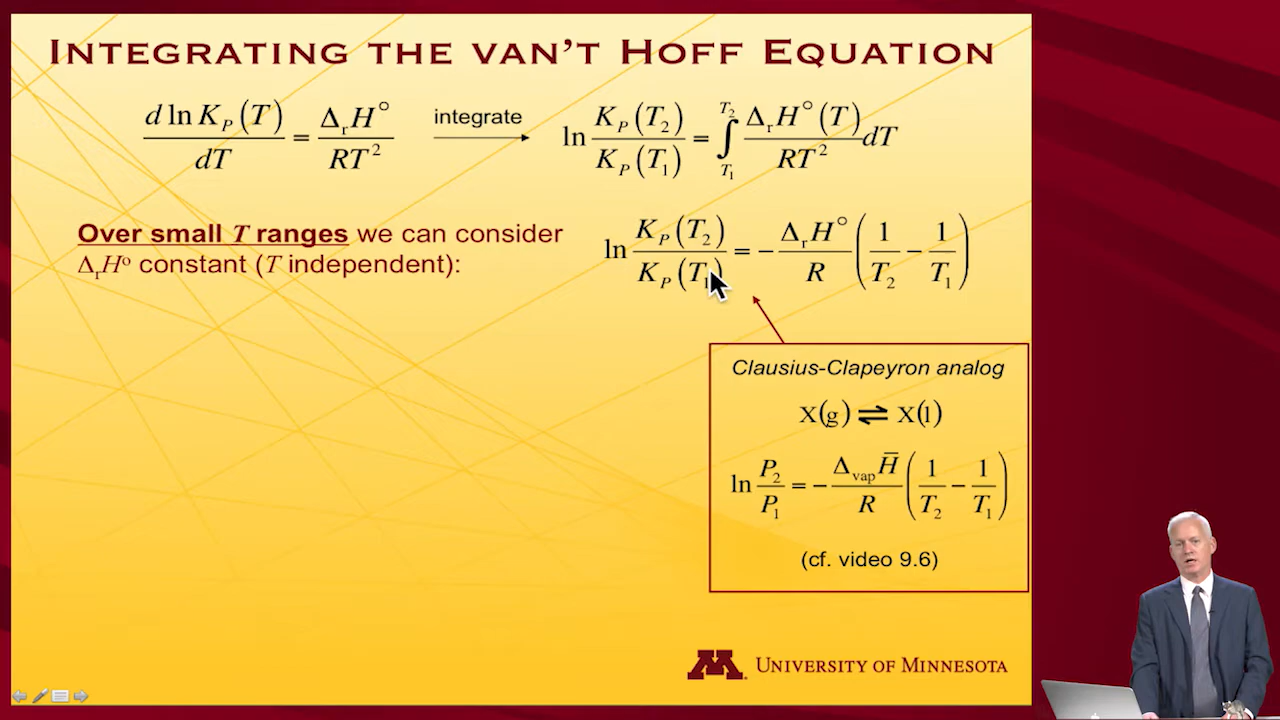 INTEGRATING THE VAN'T HOFF EQUATION
d ln K_P(T) / dT = Δ_rH° / RT² integrate ln K_P(T₂) / K_P(T₁) = ∫_{T₁}^{T₂} Δ_rH°(T) / RT² dT
Over small T ranges we can consider
Δ_rH° constant (T independent):
ln K_P(T₂) / K_P(T₁) = − Δ_rH° / R (1/T₂ − 1/T₁)
Clausius-Clapeyron analog
X(g) ⇌ X(l)
ln P₂/P₁ = − Δ_vap H̅ / R (1/T₂ − 1/T₁)
(cf. video 9.6)
M. UNIVERSITY OF MINNESOTA